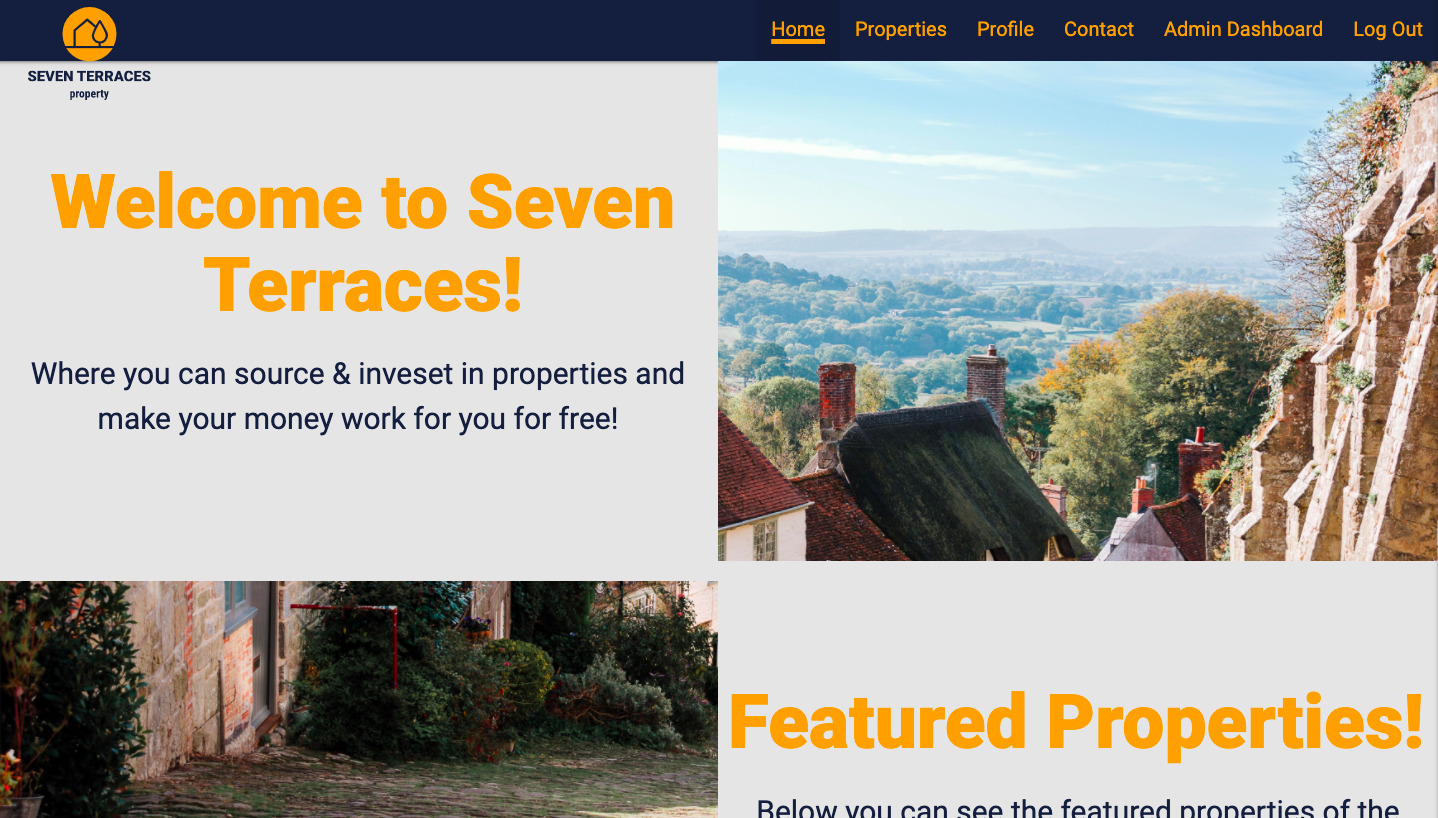 Home Properties Profile Contact Admin Dashboard Log Out
SEVEN TERRACES
property
Welcome to Seven
Terraces!
Where you can source & inveset in properties and
make your money work for you for free!
Featured Properties!
Below you can see the featured properties of the